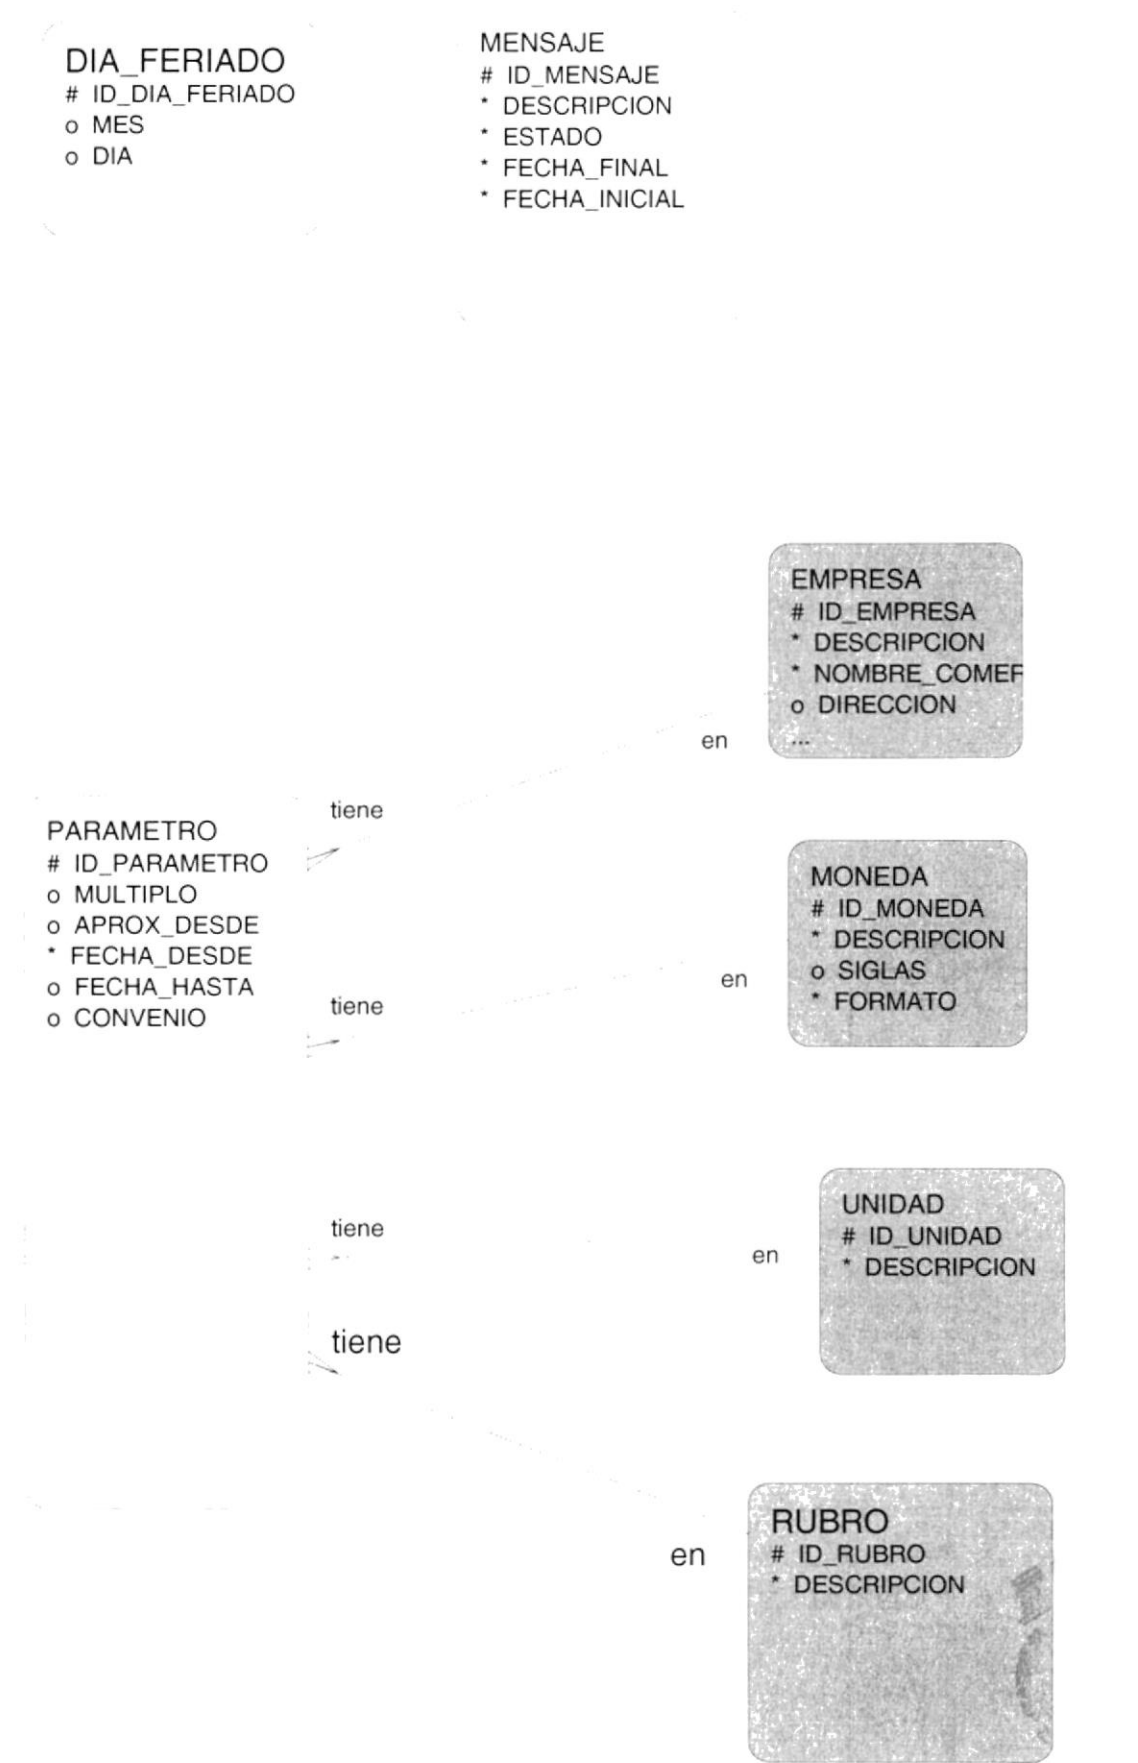 DIA_FERIADO
# ID_DIA_FERIADO
o MES
o DIA
MENSAJE
# ID_MENSAJE
* DESCRIPCION
* ESTADO
* FECHA_FINAL
* FECHA_INICIAL
EMPRESA
# ID_EMPRESA
* DESCRIPCION
* NOMBRE_COMER
o DIRECCION
...
en
tiene
PARAMETRO
# ID_PARAMETRO
o MULTIPLO
o APROX_DESDE
* FECHA_DESDE
o FECHA_HASTA
o CONVENIO
MONEDA
# ID_MONEDA
* DESCRIPCION
o SIGLAS
* FORMATO
en
tiene
UNIDAD
# ID_UNIDAD
* DESCRIPCION
tiene
en
tiene
RUBRO
# ID_RUBRO
* DESCRIPCION
en